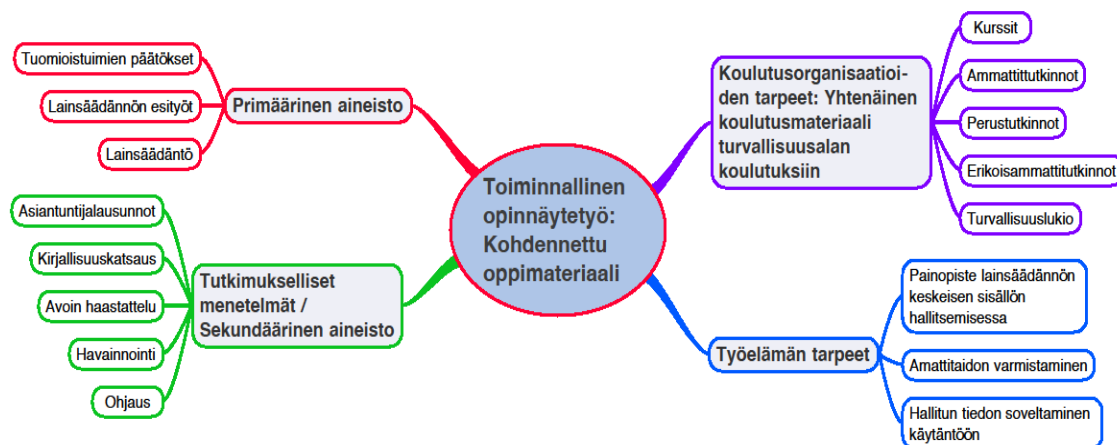 Tuomioistuimien päätökset
Lainsäädännön esityöt
Lainsäädäntö
Primäärinen aineisto
Asiantuntijalausunnot
Kirjallisuuskatsaus
Avoin haastattelu
Havainnointi
Ohjaus
Tutkimukselliset
menetelmät /
Sekundäärinen aineisto
Toiminnallinen
opinnäytetyö:
Kohdennettu
oppimateriaali
Koulutusorganisaatioi-
den tarpeet: Yhtenäinen
koulutusmateriaali
turvallisuusalan
koulutuksiin
Kurssit
Ammattittutkinnot
Perustutkinnot
Erikoisammattitutkinnot
Turvallisuuslukio
Työelämän tarpeet
Painopiste lainsäädännön
keskeisen sisällön
hallitsemisessa
Amattitaidon varmistaminen
Hallitun tiedon soveltaminen
käytäntöön